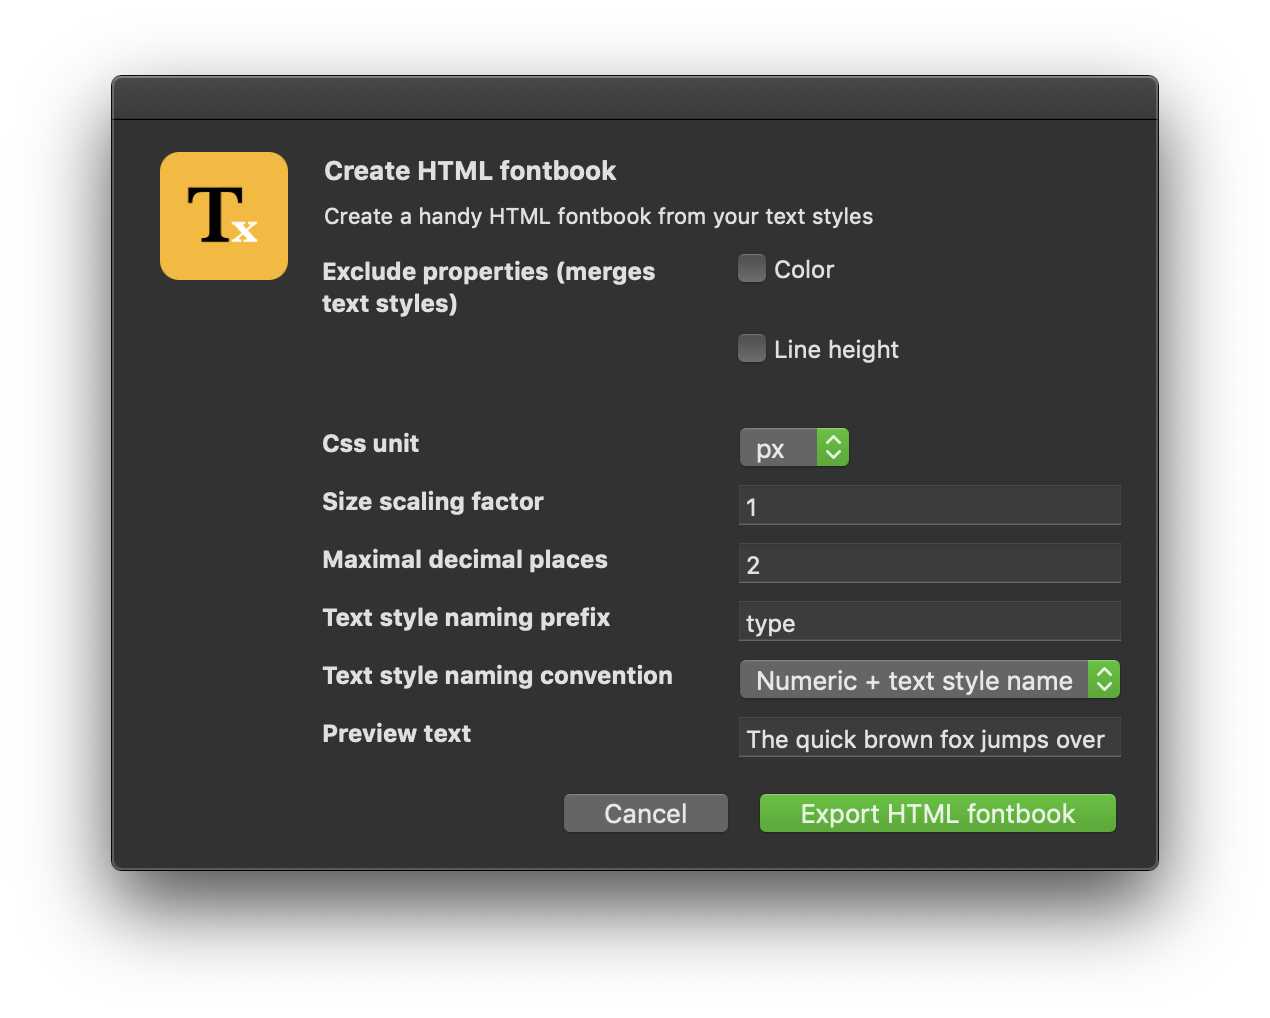 Tx
Create HTML fontbook
Create a handy HTML fontbook from your text styles
Exclude properties (merges
text styles)
Color
Line height
Css unit
px
Size scaling factor
1
Maximal decimal places
2
Text style naming prefix
type
Text style naming convention
Numeric + text style name
Preview text
The quick brown fox jumps over
Cancel
Export HTML fontbook